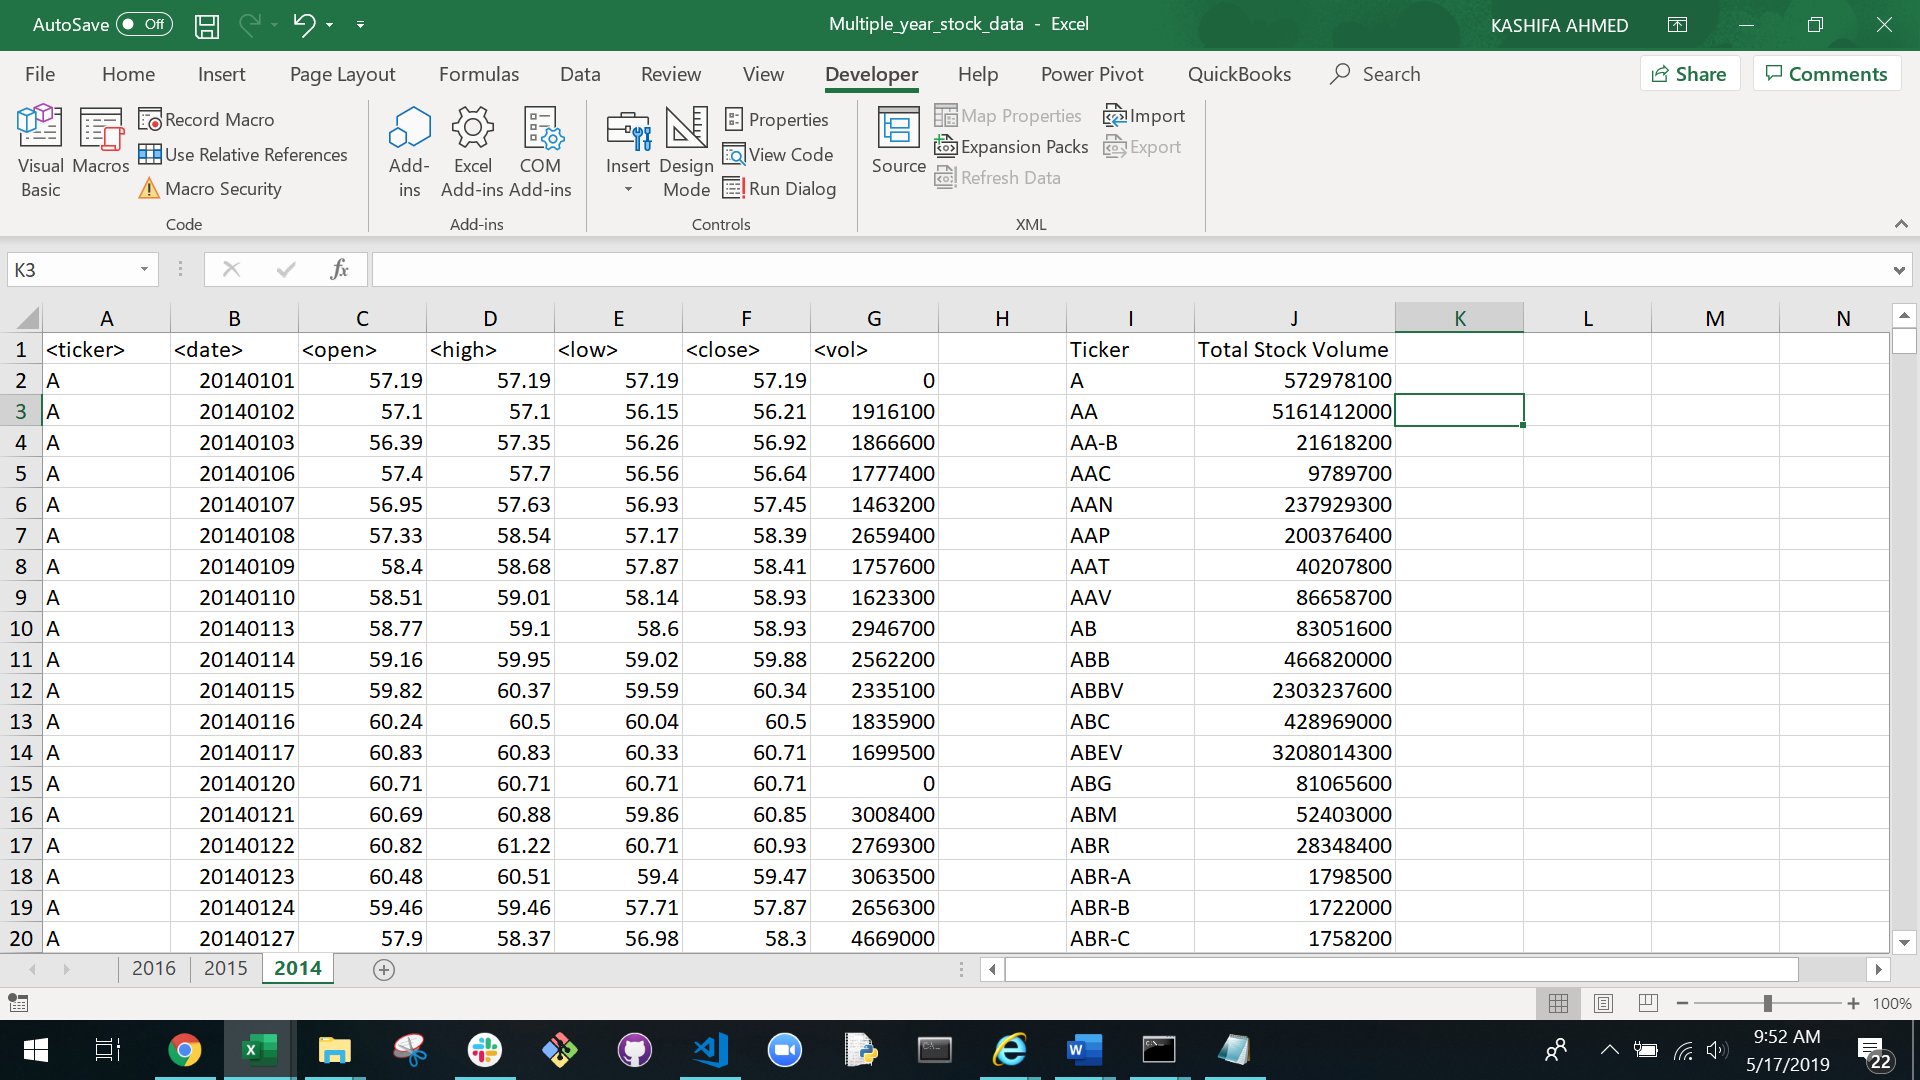 AutoSave Off Multiple_year_stock_data - Excel KASHIFA AHMED
File Home Insert Page Layout Formulas Data Review View Developer Help Power Pivot QuickBooks Search Share Comments
Visual Basic Macros Record Macro Use Relative References Macro Security
Add-ins Excel Add-ins COM Add-ins
Insert Design Mode Properties View Code Run Dialog
Source Map Properties Expansion Packs Refresh Data Import Export
Code Add-ins Controls XML
K3 fx
A B C D E F G H I J K L M N
1 <ticker> <date> <open> <high> <low> <close> <vol> Ticker Total Stock Volume
2 A 20140101 57.19 57.19 57.19 57.19 0 A 572978100
3 A 20140102 57.1 57.1 56.15 56.21 1916100 AA 5161412000
4 A 20140103 56.39 57.35 56.26 56.92 1866600 AA-B 21618200
5 A 20140106 57.4 57.7 56.56 56.64 1777400 AAC 9789700
6 A 20140107 56.95 57.63 56.93 57.45 1463200 AAN 237929300
7 A 20140108 57.33 58.54 57.17 58.39 2659400 AAP 200376400
8 A 20140109 58.4 58.68 57.87 58.41 1757600 AAT 40207800
9 A 20140110 58.51 59.01 58.14 58.93 1623300 AAV 86658700
10 A 20140113 58.77 59.1 58.6 58.93 2946700 AB 83051600
11 A 20140114 59.16 59.95 59.02 59.88 2562200 ABB 466820000
12 A 20140115 59.82 60.37 59.59 60.34 2335100 ABBV 2303237600
13 A 20140116 60.24 60.5 60.04 60.5 1835900 ABC 428969000
14 A 20140117 60.83 60.83 60.33 60.71 1699500 ABEV 3208014300
15 A 20140120 60.71 60.71 60.71 60.71 0 ABG 81065600
16 A 20140121 60.69 60.88 59.86 60.85 3008400 ABM 52403000
17 A 20140122 60.82 61.22 60.71 60.93 2769300 ABR 28348400
18 A 20140123 60.48 60.51 59.4 59.47 3063500 ABR-A 1798500
19 A 20140124 59.46 59.46 57.71 57.87 2656300 ABR-B 1722000
20 A 20140127 57.9 58.37 56.98 58.3 4669000 ABR-C 1758200
2016 2015 2014
100%
9:52 AM
5/17/2019
22